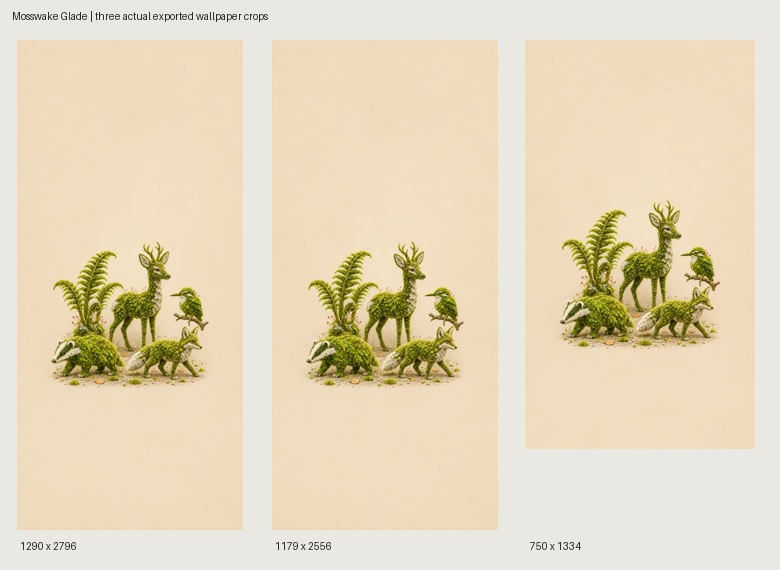 Mosswake Glade | three actual exported wallpaper crops
1290 x 2796
1179 x 2556
750 x 1334